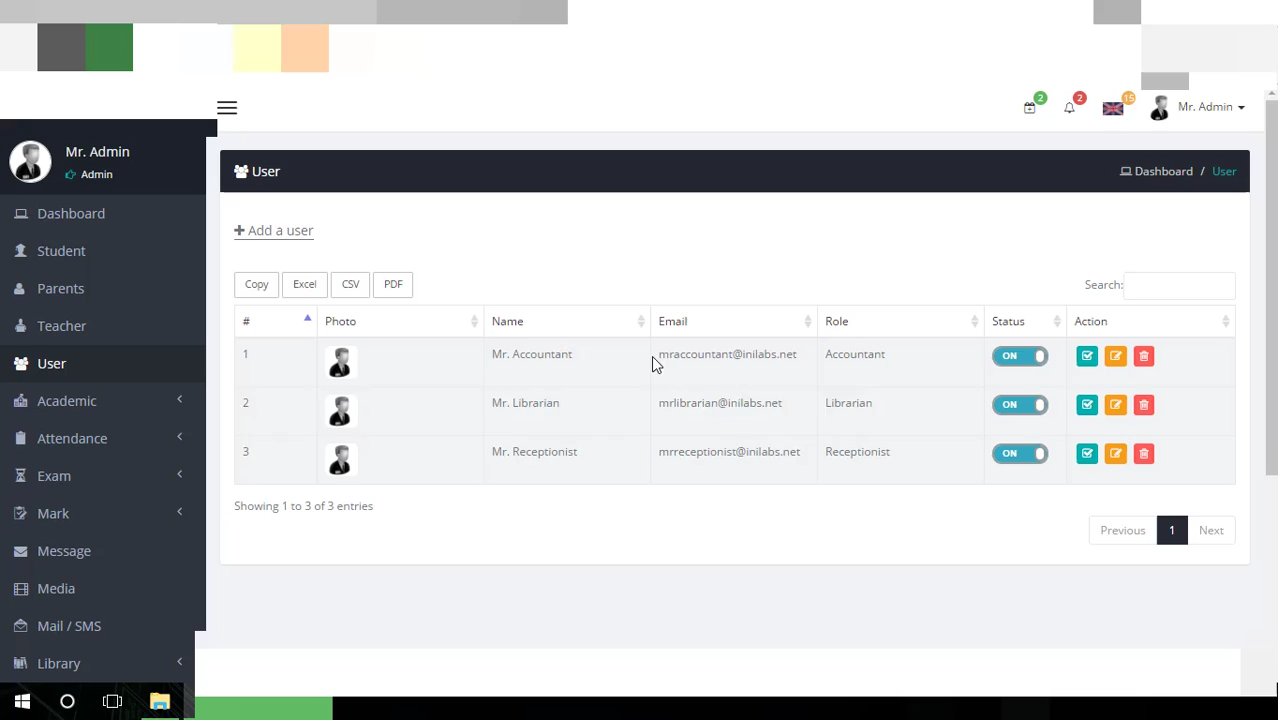 2
2
15
Mr. Admin
Mr. Admin
Admin
User
Dashboard / User
Dashboard
Student
Parents
Teacher
User
Academic
Attendance
Exam
Mark
Message
Media
Mail / SMS
Library
Add a user
Copy Excel CSV PDF
Search:
# Photo Name Email Role Status Action
1 Mr. Accountant mraccountant@inilabs.net Accountant ON
2 Mr. Librarian mrlibrarian@inilabs.net Librarian ON
3 Mr. Receptionist mrreceptionist@inilabs.net Receptionist ON
Showing 1 to 3 of 3 entries
Previous 1 Next